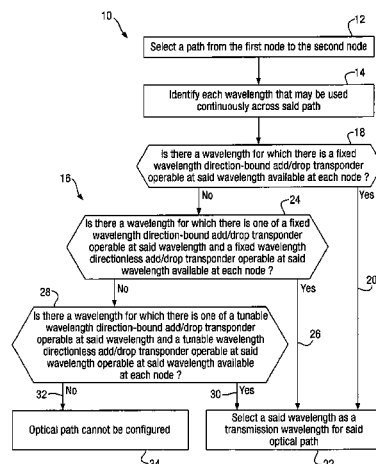 10
12
Select a path from the first node to the second node
14
Identify each wavelength that may be used
continuously across said path
18
Is there a wavelength for which there is a fixed
wavelength direction-bound add/drop transponder
operable at said wavelength available at each node ?
16
No
Yes
24
Is there a wavelength for which there is one of a fixed
wavelength direction-bound add/drop transponder
operable at said wavelength and a fixed wavelength
directionless add/drop transponder operable at said
wavelength available at each node ?
20
28
No
Yes
Is there a wavelength for which there is one of a tunable
wavelength direction-bound add/drop transponder
operable at said wavelength and a tunable wavelength
directionless add/drop transponder operable at said
wavelength operable at said wavelength available
at each node ?
26
32
No
30
Yes
Optical path cannot be configured
Select a said wavelength as a
transmission wavelength for said
optical path
34
22